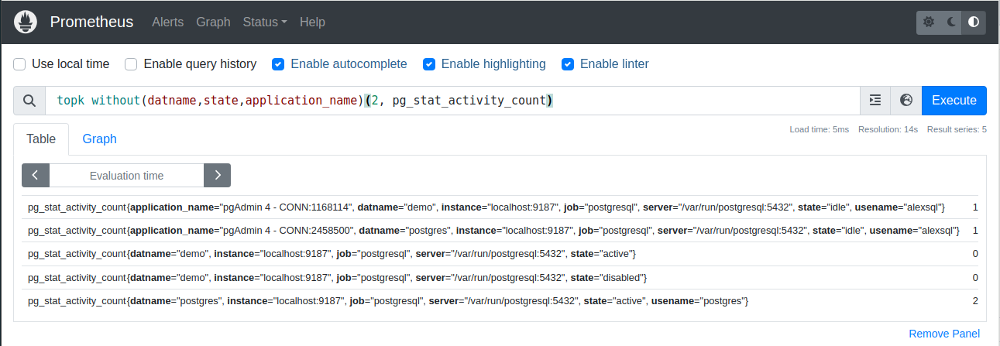 Prometheus Alerts Graph Status Help
Use local time Enable query history Enable autocomplete Enable highlighting Enable linter
topk without(datname,state,application_name)(2, pg_stat_activity_count) Execute
Table Graph Load time: 5ms Resolution: 14s Result series: 5
Evaluation time
pg_stat_activity_count{application_name="pgAdmin 4 - CONN:1168114", datname="demo", instance="localhost:9187", job="postgresql", server="/var/run/postgresql:5432", state="idle", usename="alexsql"} 1
pg_stat_activity_count{application_name="pgAdmin 4 - CONN:2458500", datname="postgres", instance="localhost:9187", job="postgresql", server="/var/run/postgresql:5432", state="idle", usename="alexsql"} 1
pg_stat_activity_count{datname="demo", instance="localhost:9187", job="postgresql", server="/var/run/postgresql:5432", state="active"} 0
pg_stat_activity_count{datname="demo", instance="localhost:9187", job="postgresql", server="/var/run/postgresql:5432", state="disabled"} 0
pg_stat_activity_count{datname="postgres", instance="localhost:9187", job="postgresql", server="/var/run/postgresql:5432", state="active", usename="postgres"} 2
Remove Panel